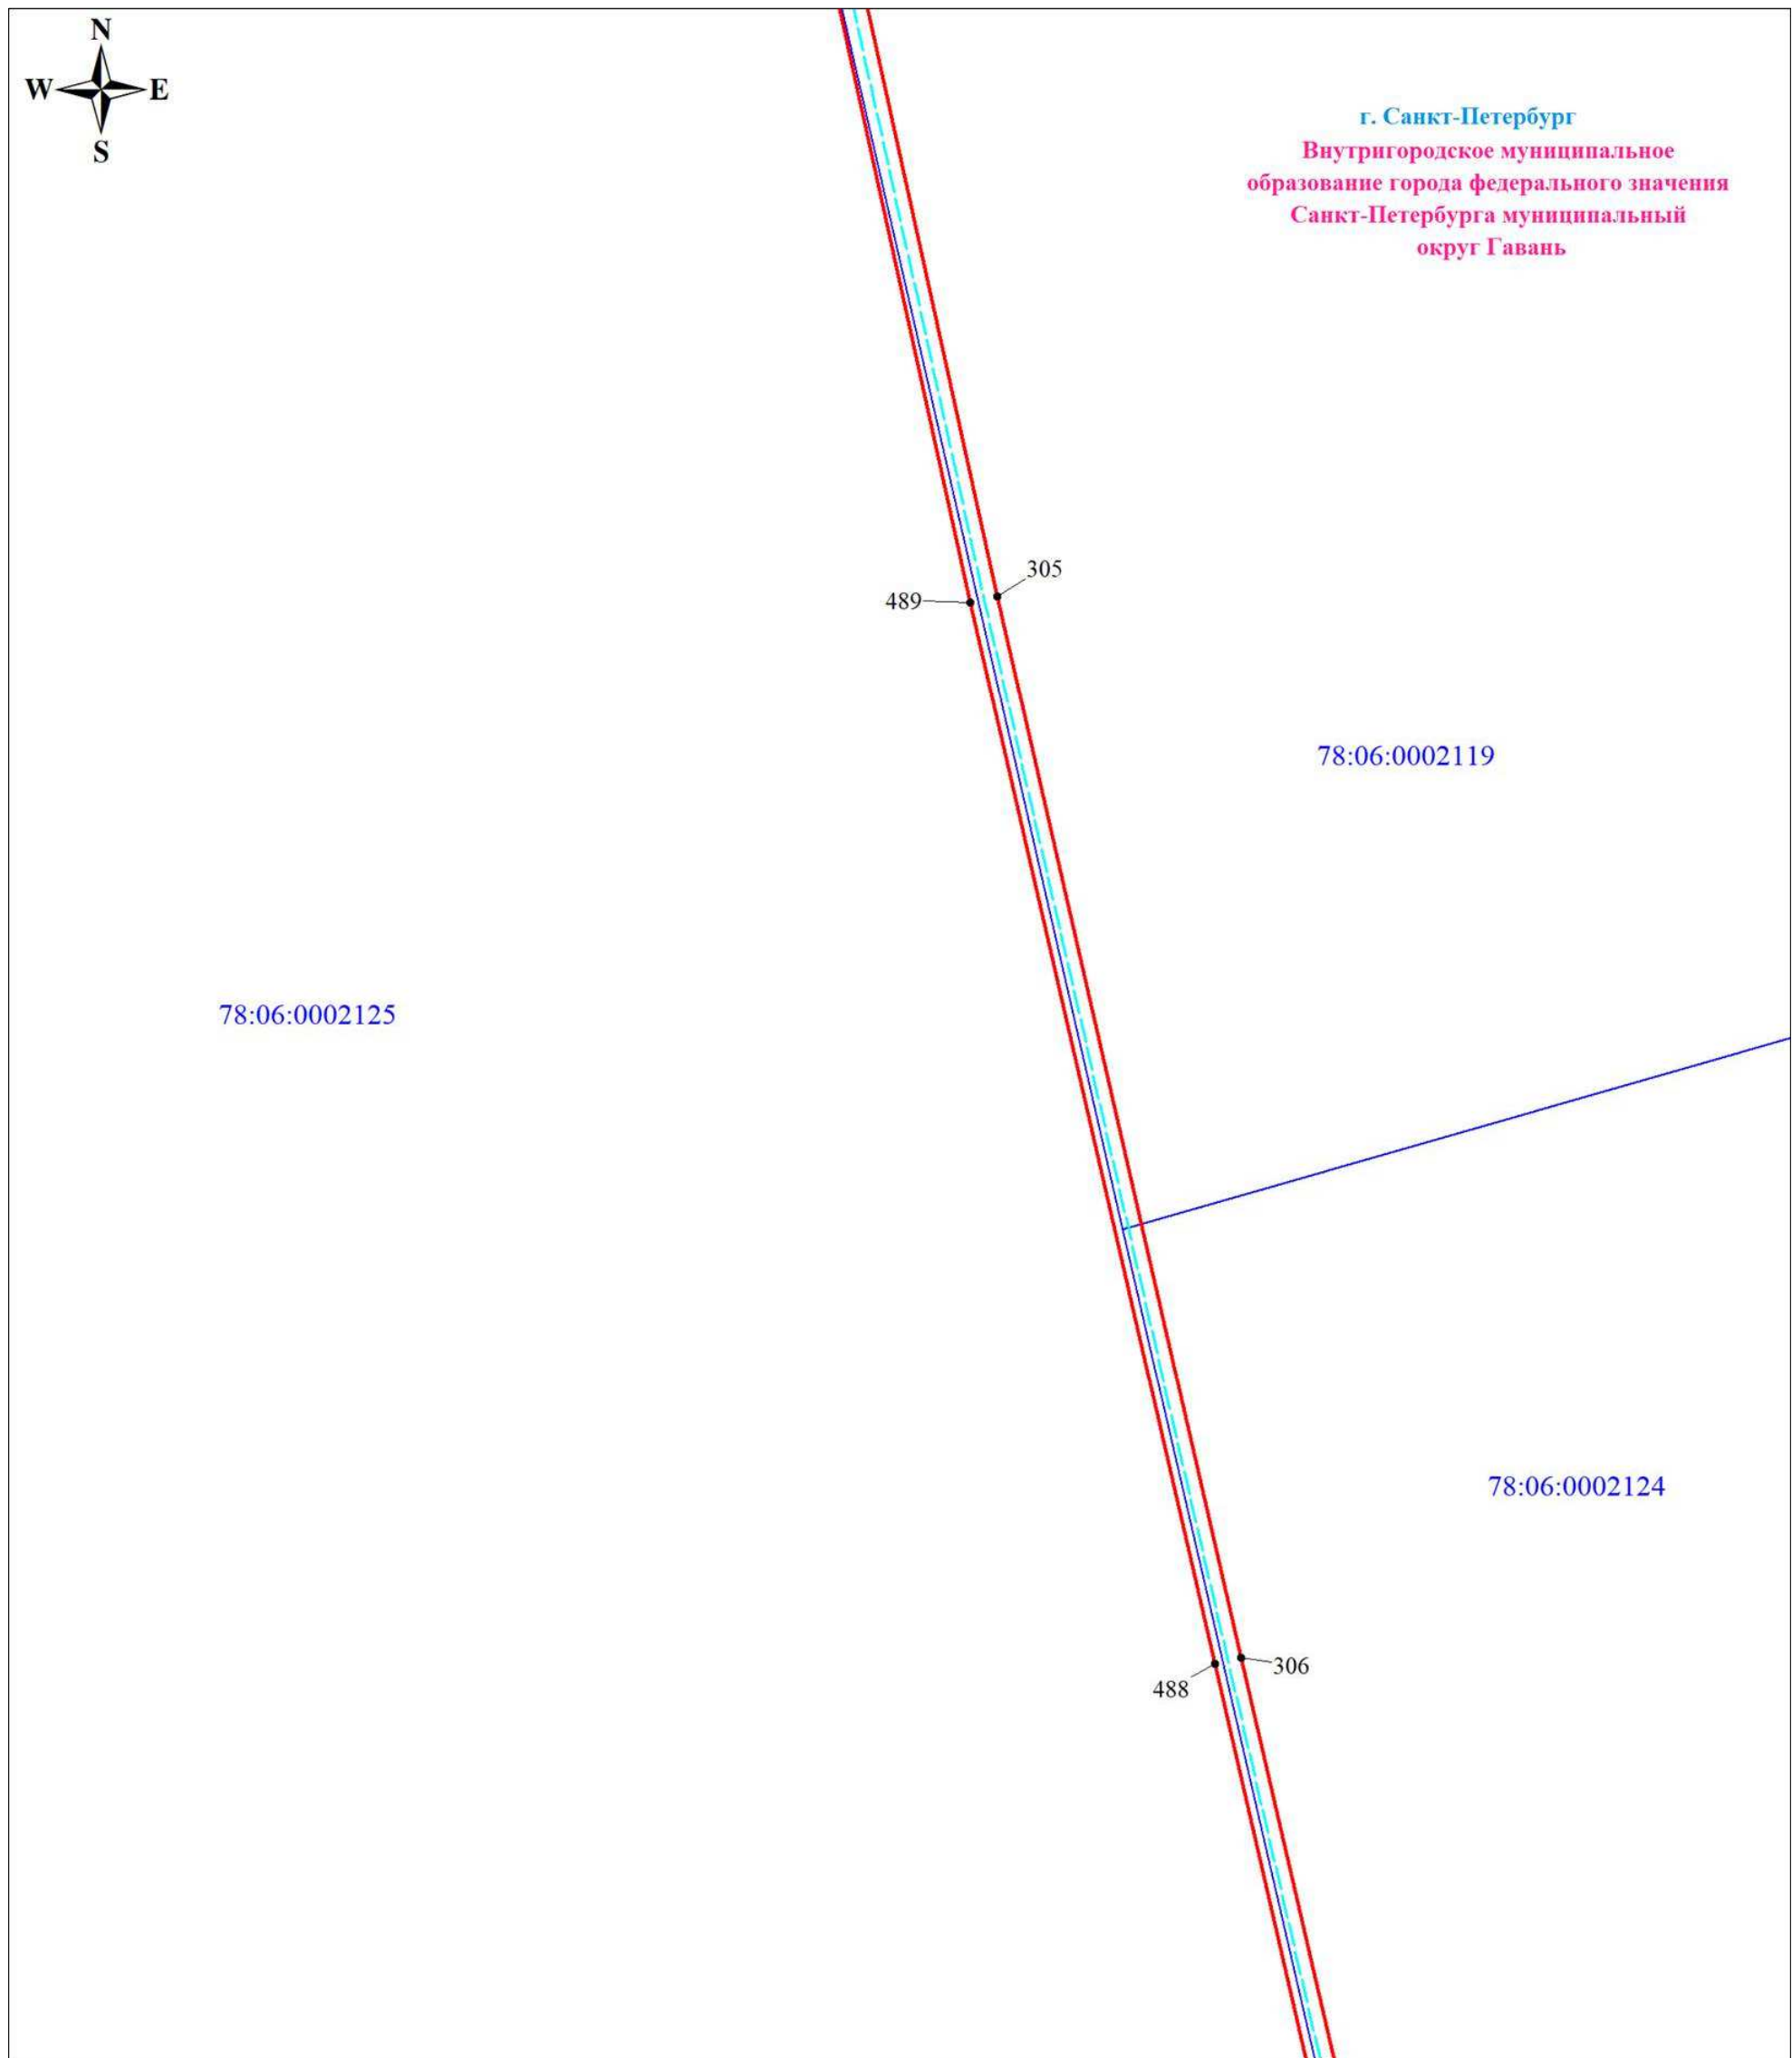 N
W E
S
г. Санкт-Петербург
Внутригородское муниципальное
образование города федерального значения
Санкт-Петербурга муниципальный
округ Гавань
305
489
78:06:0002119
78:06:0002125
78:06:0002124
306
488